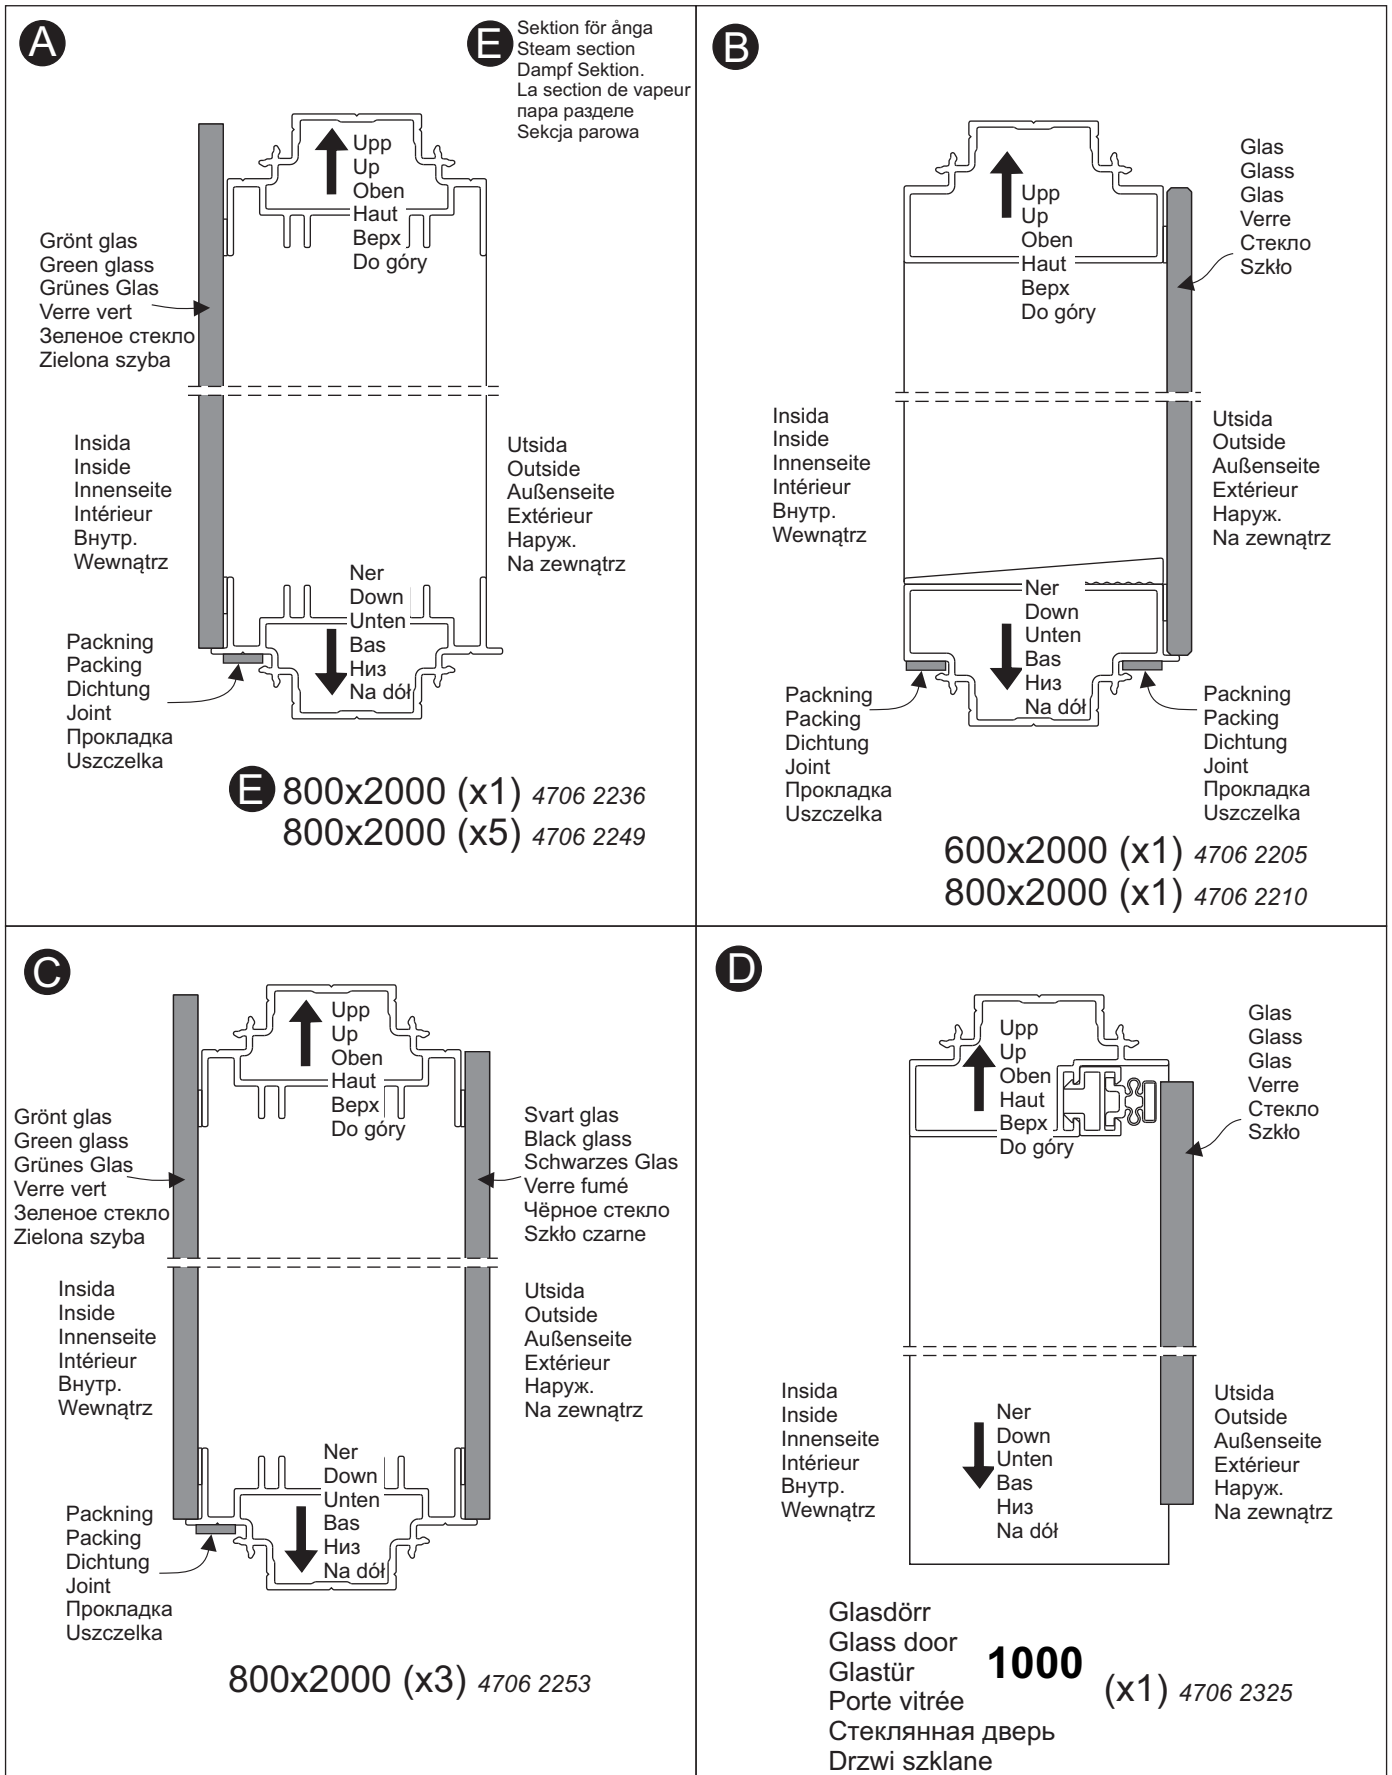 A
E
Sektion för ånga
Steam section
Dampf Sektion.
La section de vapeur
пара разделе
Sekcja parowa
Upp
Up
Oben
Haut
Верх
Do góry
Grönt glas
Green glass
Grünes Glas
Verre vert
Зеленое стекло
Zielona szyba
Insida
Inside
Innenseite
Intérieur
Внутр.
Wewnątrz
Utsida
Outside
Außenseite
Extérieur
Наруж.
Na zewnątrz
Ner
Down
Unten
Bas
Низ
Na dół
Packning
Packing
Dichtung
Joint
Прокладка
Uszczelka
E 800x2000 (x1) 4706 2236
800x2000 (x5) 4706 2249
B
Upp
Up
Oben
Haut
Верх
Do góry
Glas
Glass
Glas
Verre
Стекло
Szkło
Insida
Inside
Innenseite
Intérieur
Внутр.
Wewnątrz
Utsida
Outside
Außenseite
Extérieur
Наруж.
Na zewnątrz
Ner
Down
Unten
Bas
Низ
Na dół
Packning
Packing
Dichtung
Joint
Прокладка
Uszczelka
Packning
Packing
Dichtung
Joint
Прокладка
Uszczelka
600x2000 (x1) 4706 2205
800x2000 (x1) 4706 2210
C
Upp
Up
Oben
Haut
Верх
Do góry
Grönt glas
Green glass
Grünes Glas
Verre vert
Зеленое стекло
Zielona szyba
Svart glas
Black glass
Schwarzes Glas
Verre fumé
Чёрное стекло
Szkło czarne
Insida
Inside
Innenseite
Intérieur
Внутр.
Wewnątrz
Utsida
Outside
Außenseite
Extérieur
Наруж.
Na zewnątrz
Ner
Down
Unten
Bas
Низ
Na dół
Packning
Packing
Dichtung
Joint
Прокладка
Uszczelka
800x2000 (x3) 4706 2253
D
Upp
Up
Oben
Haut
Верх
Do góry
Glas
Glass
Glas
Verre
Стекло
Szkło
Insida
Inside
Innenseite
Intérieur
Внутр.
Wewnątrz
Ner
Down
Unten
Bas
Низ
Na dół
Utsida
Outside
Außenseite
Extérieur
Наруж.
Na zewnątrz
Glasdörr
Glass door
Glastür
Porte vitrée
Стеклянная дверь
Drzwi szklane
1000
(x1) 4706 2325